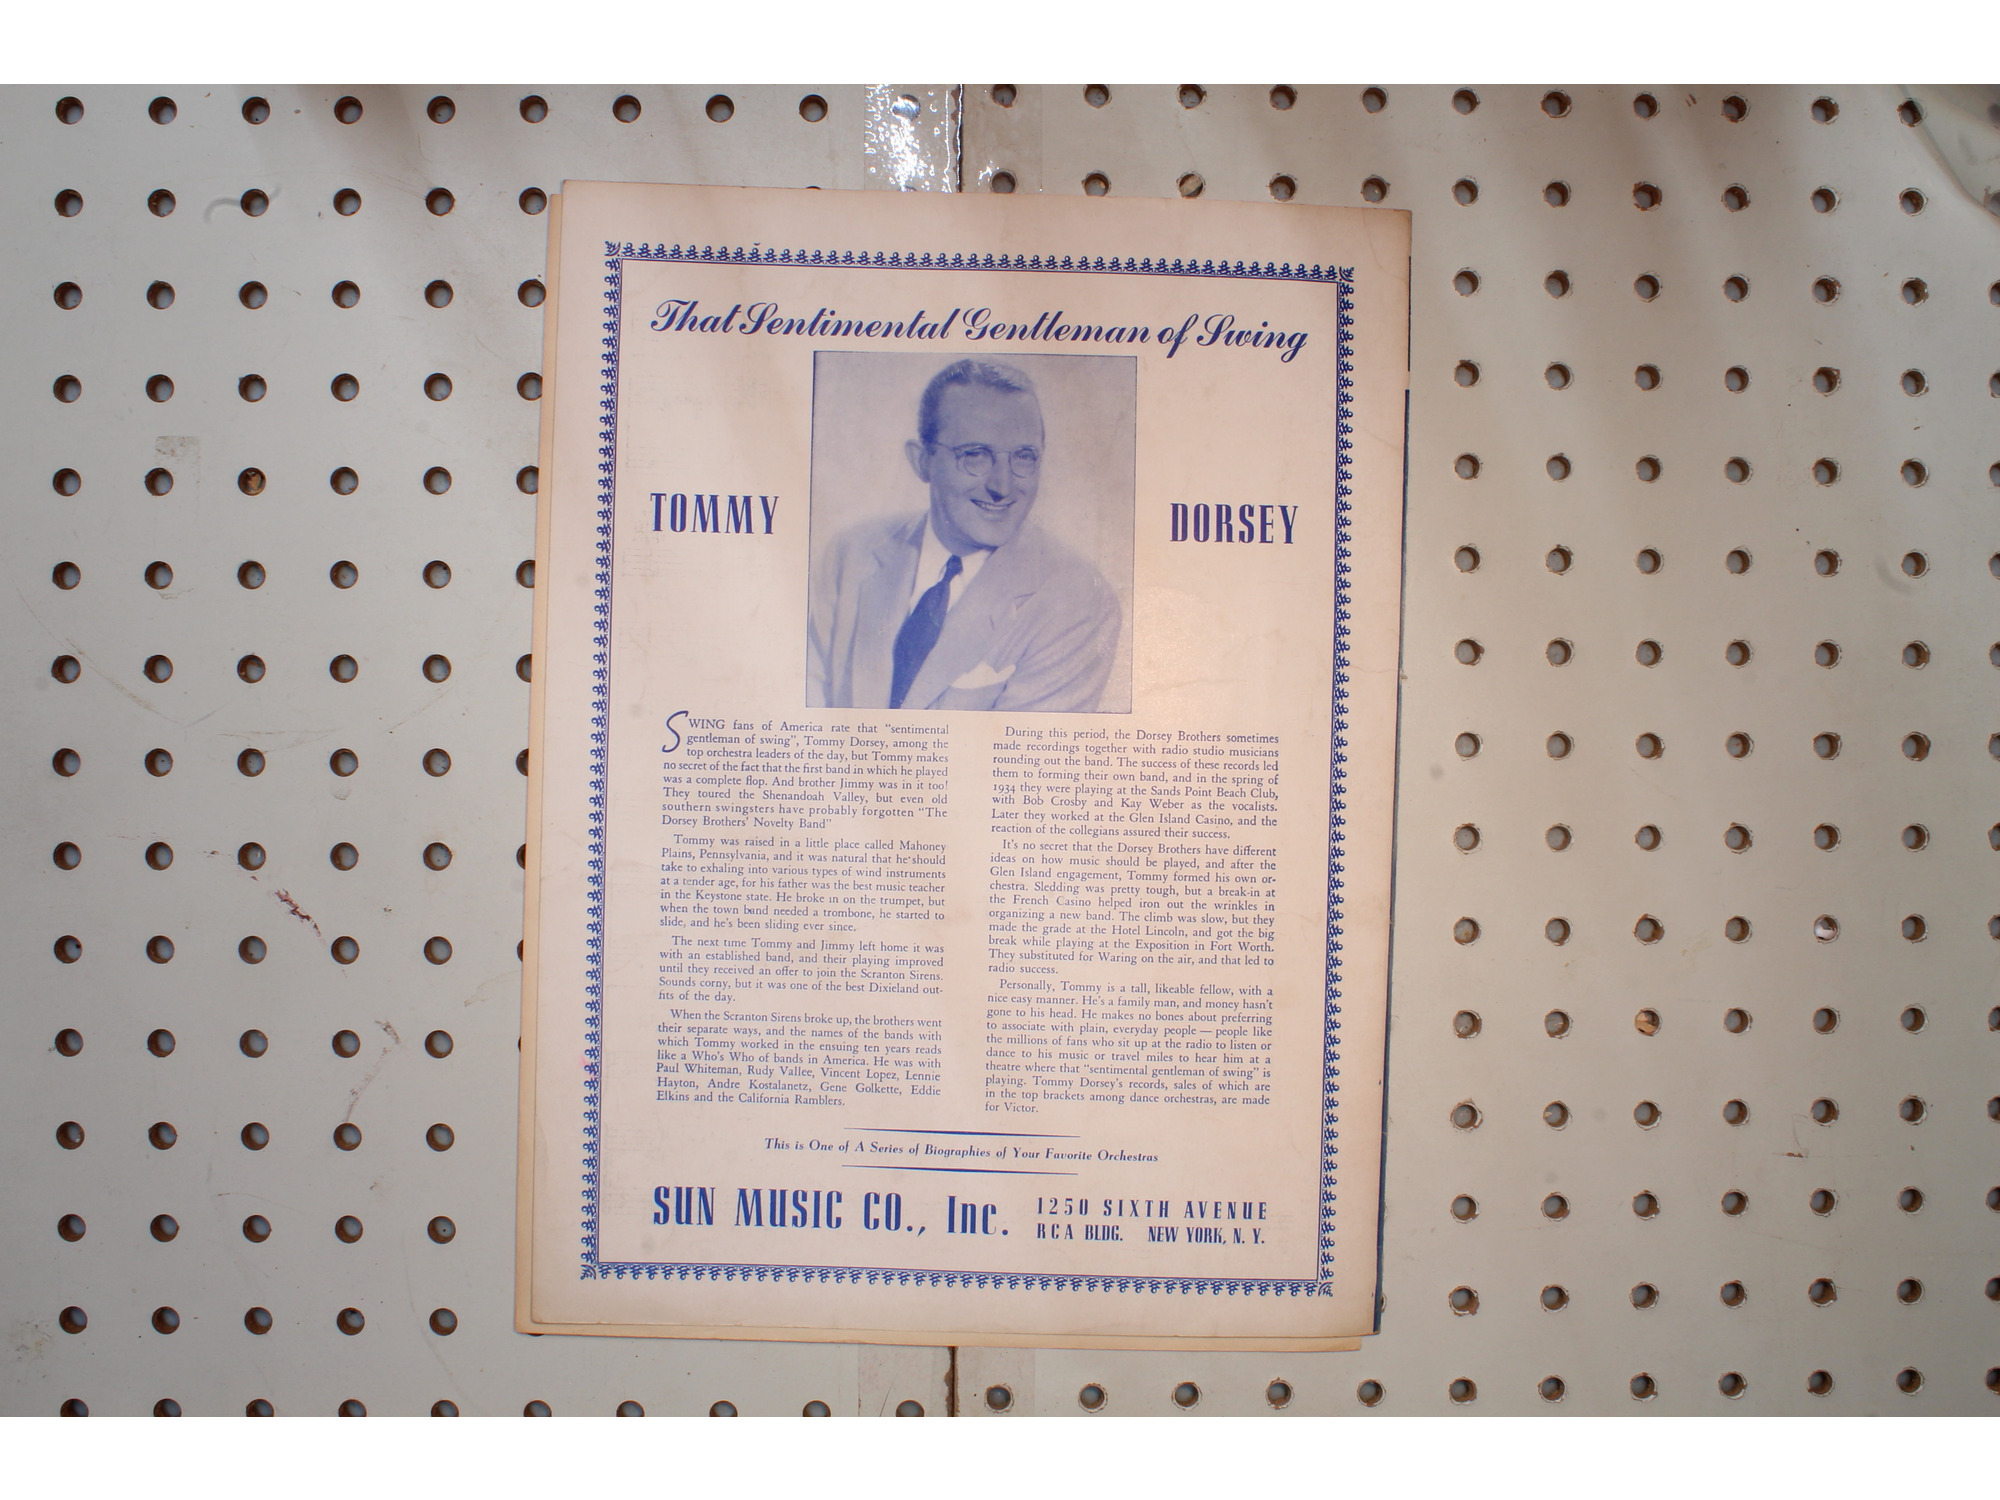 That Sentimental Gentleman of Swing
TOMMY
DORSEY
SWING fans of America rate that "sentimental
gentleman of swing", Tommy Dorsey, among the
top orchestra leaders of the day, but Tommy makes
no secret of the fact that the first band in which he played
was a complete flop. And brother Jimmy was in it too!
They toured the Shenandoah Valley, but even old
southern swingsters have probably forgotten "The
Dorsey Brothers' Novelty Band"
Tommy was raised in a little place called Mahoney
Plains, Pennsylvania, and it was natural that he should
take to exhaling into various types of wind instruments
at a tender age, for his father was the best music teacher
in the Keystone state. He broke in on the trumpet, but
when the town band needed a trombone, he started to
slide, and he's been sliding ever since.
The next time Tommy and Jimmy left home it was
with an established band, and their playing improved
until they received an offer to join the Scranton Sirens.
Sounds corny, but it was one of the best Dixieland out-
fits of the day.
When the Scranton Sirens broke up, the brothers went
their separate ways, and the names of the bands with
which Tommy worked in the ensuing ten years reads
like a Who's Who of bands in America. He was with
Paul Whiteman, Rudy Vallee, Vincent Lopez, Lennie
Hayton, Andre Kostalanetz, Gene Golkette, Eddie
Elkins and the California Ramblers.
During this period, the Dorsey Brothers sometimes
made recordings together with radio studio musicians
rounding out the band. The success of these records led
them to forming their own band, and in the spring of
1934 they were playing at the Sands Point Beach Club,
with Bob Crosby and Kay Weber as the vocalists.
Later they worked at the Glen Island Casino, and the
reaction of the collegians assured their success.
It's no secret that the Dorsey Brothers have different
ideas on how music should be played, and after the
Glen Island engagement, Tommy formed his own or-
chestra. Sledding was pretty tough, but a break-in at
the French Casino helped iron out the wrinkles in
organizing a new band. The climb was slow, but they
made the grade at the Hotel Lincoln, and got the big
break while playing at the Exposition in Fort Worth.
They substituted for Waring on the air, and that led to
radio success.
Personally, Tommy is a tall, likeable fellow, with a
nice easy manner. He's a family man, and money hasn't
gone to his head. He makes no bones about preferring
to associate with plain, everyday people — people like
the millions of fans who sit up at the radio to listen or
dance to his music or travel miles to hear him at a
theatre where that "sentimental gentleman of swing" is
playing. Tommy Dorsey's records, sales of which are
in the top brackets among dance orchestras, are made
for Victor.
This is One of A Series of Biographies of Your Favorite Orchestras
SUN MUSIC CO., Inc.
1250 SIXTH AVENUE
RCA BLDG. NEW YORK, N. Y.